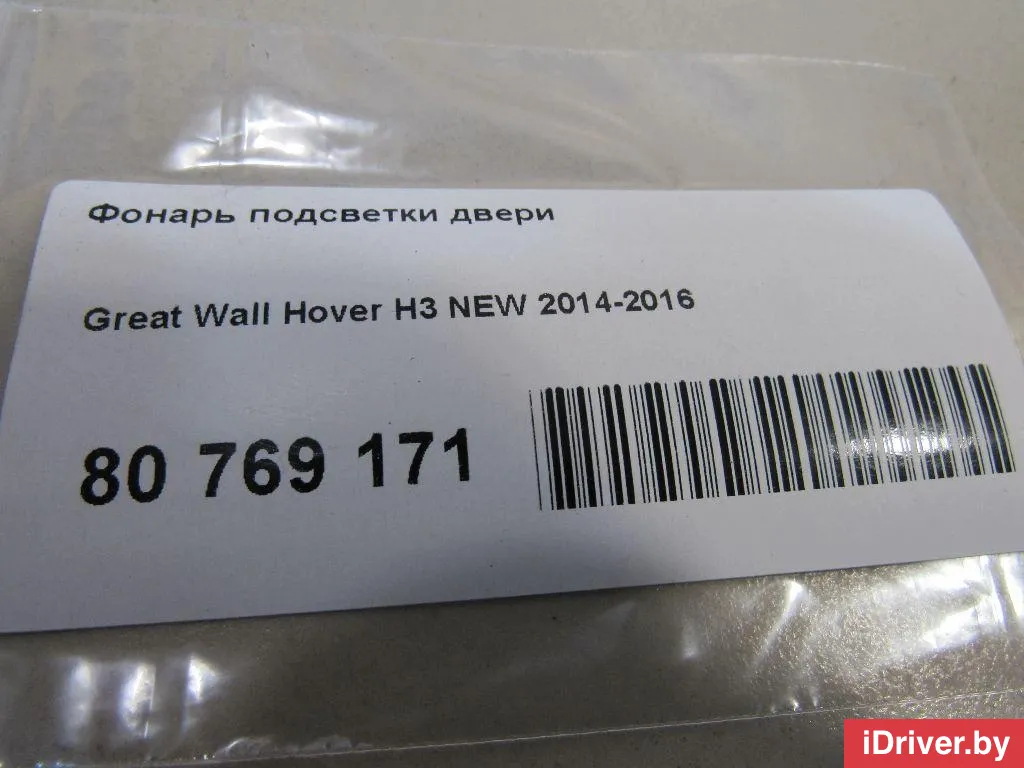 Фонарь подсветки двери
Great Wall Hover H3 NEW 2014-2016
80 769 171
iDriver.by